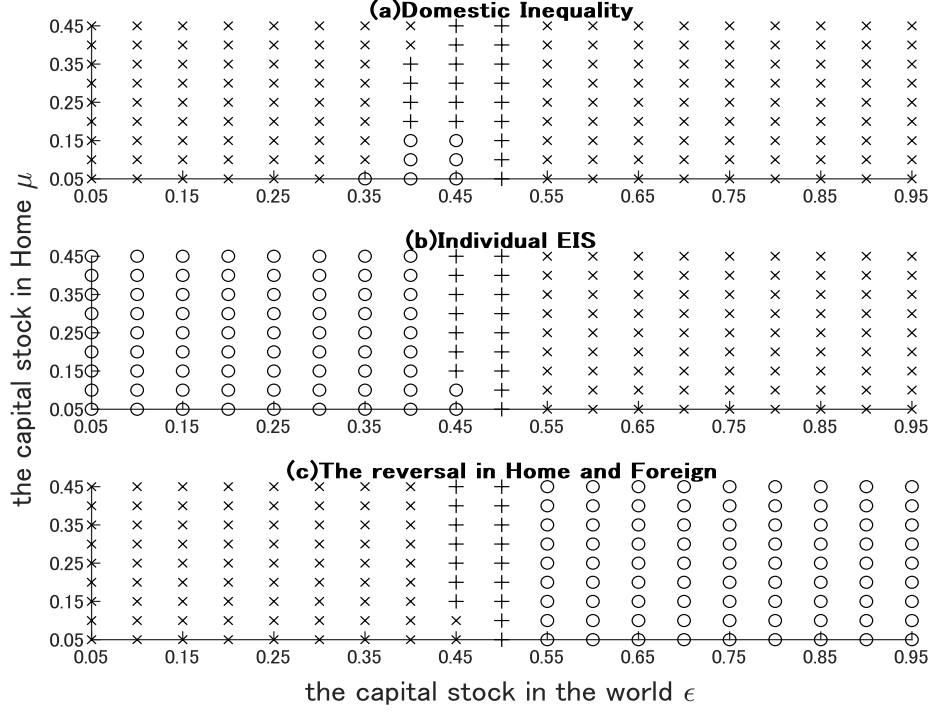 (a)Domestic Inequality
0.45
0.35
0.25
0.15
0.05
0.05 0.15 0.25 0.35 0.45 0.55 0.65 0.75 0.85 0.95
(b)Individual EIS
0.45
0.35
0.25
0.15
0.05
0.05 0.15 0.25 0.35 0.45 0.55 0.65 0.75 0.85 0.95
the capital stock in Home μ
(c)The reversal in Home and Foreign
0.45
0.35
0.25
0.15
0.05
0.05 0.15 0.25 0.35 0.45 0.55 0.65 0.75 0.85 0.95
the capital stock in the world ϵ